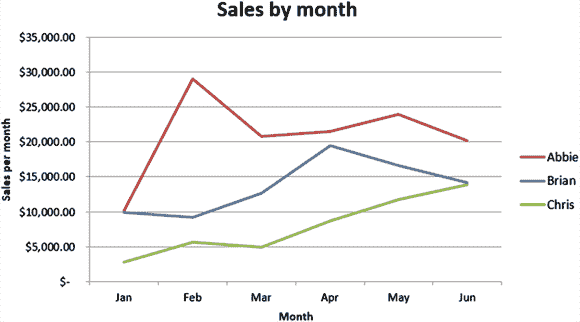 Sales by month
$35,000.00
$30,000.00
$25,000.00
$20,000.00
$15,000.00
$10,000.00
$5,000.00
$-
Sales per month
Jan Feb Mar Apr May Jun
Month
Abbie
Brian
Chris